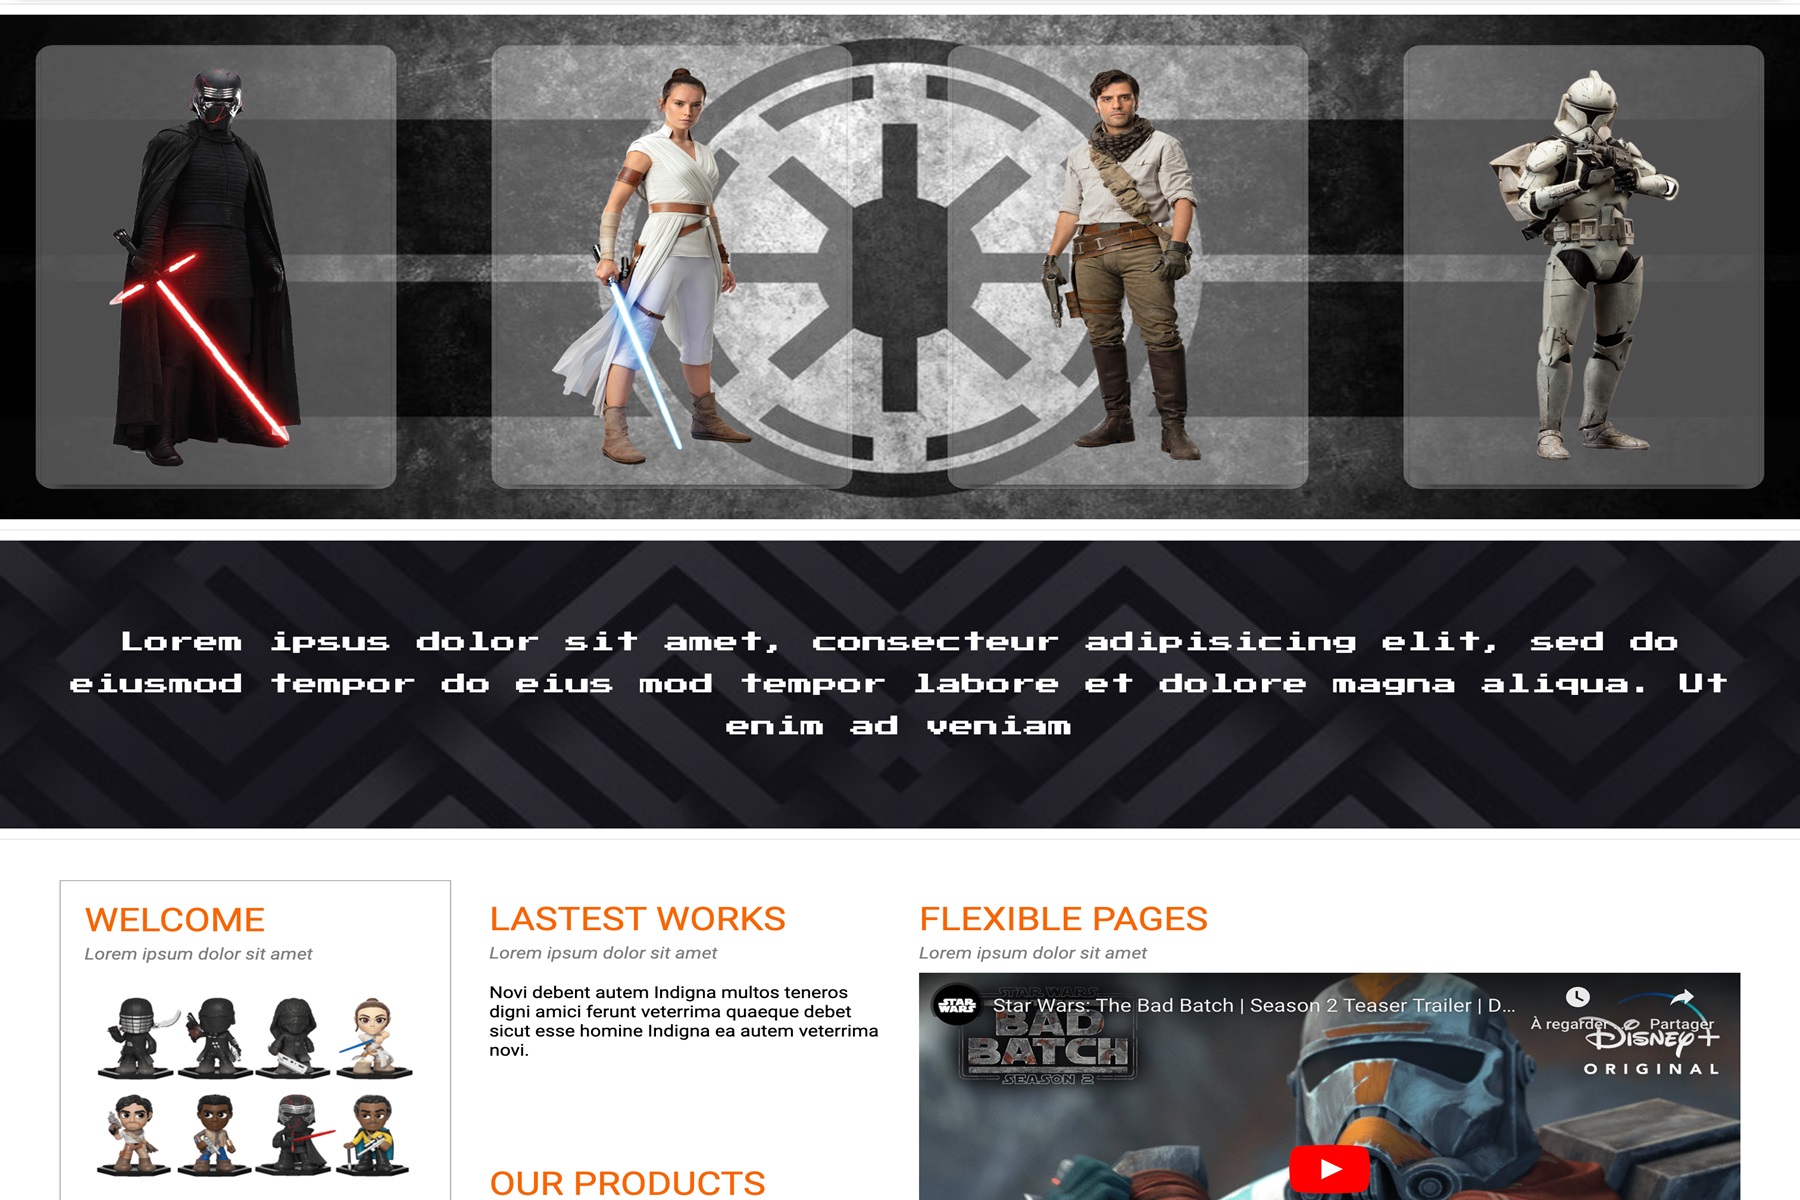 Lorem ipsus dolor sit amet, consecteur adipisicing elit, sed do
eiusmod tempor do eius mod tempor labore et dolore magna aliqua. Ut
enim ad veniam
WELCOME
Lorem ipsum dolor sit amet
LASTEST WORKS
Lorem ipsum dolor sit amet
Novi debent autem Indigna multos teneros
digni amici ferunt veterrima quaeque debet
sicut esse homine Indigna ea autem veterrima
novi.
OUR PRODUCTS
FLEXIBLE PAGES
Lorem ipsum dolor sit amet
STAR WARS
Star Wars: The Bad Batch | Season 2 Teaser Trailer | D...
À regarder ...
Partager
STAR WARS
BAD
BATCH
SEASON 2
Disney+
ORIGINAL